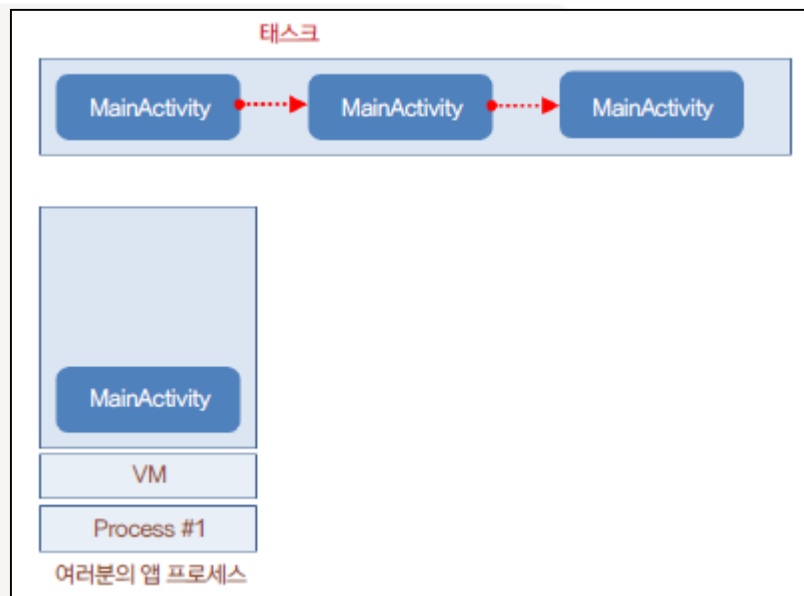 태스크
MainActivity MainActivity MainActivity
MainActivity
VM
Process #1
여러분의 앱 프로세스